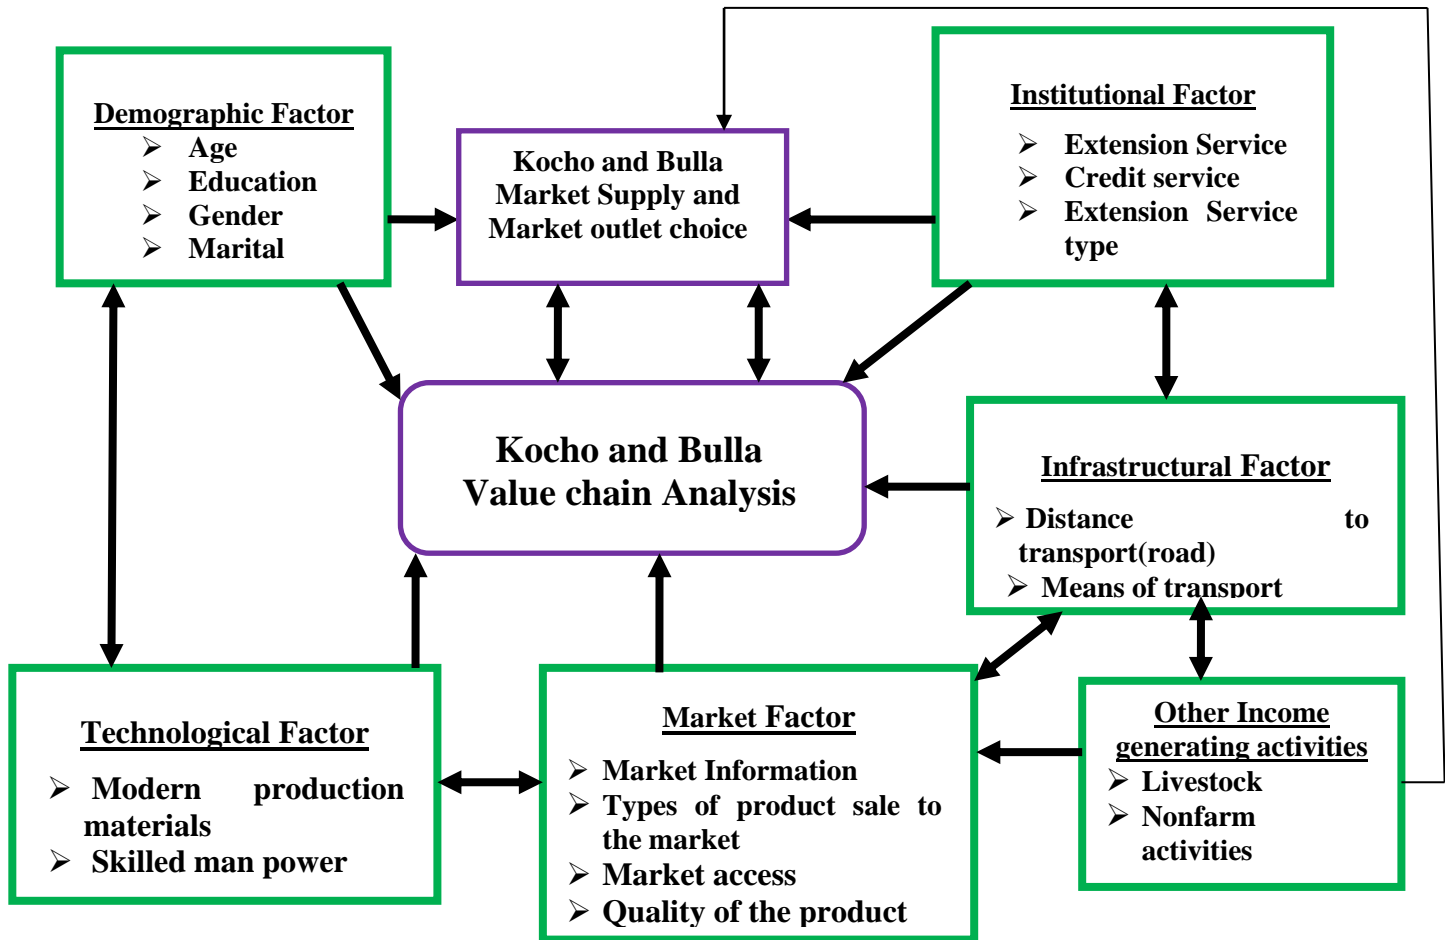 Demographic Factor
➢ Age
➢ Education
➢ Gender
➢ Marital
Kocho and Bulla
Market Supply and
Market outlet choice
Institutional Factor
➢ Extension Service
➢ Credit service
➢ Extension Service
type
Kocho and Bulla
Value chain Analysis
Infrastructural Factor
➢ Distance to
transport(road)
➢ Means of transport
Technological Factor
➢ Modern production
materials
➢ Skilled man power
Market Factor
➢ Market Information
➢ Types of product sale to
the market
➢ Market access
➢ Quality of the product
Other Income
generating activities
➢ Livestock
➢ Nonfarm
activities